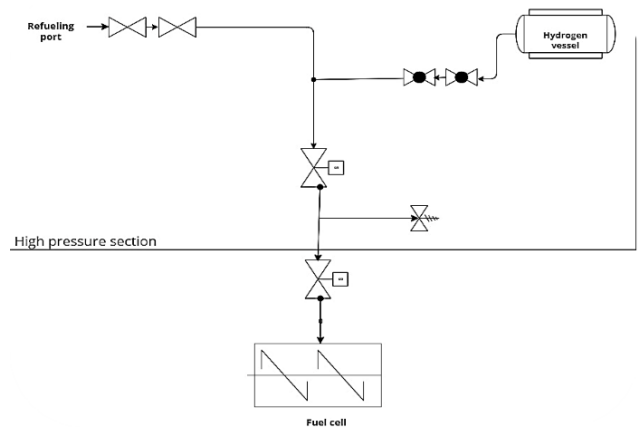 Refueling
port
Hydrogen
vessel
High pressure section
Fuel cell